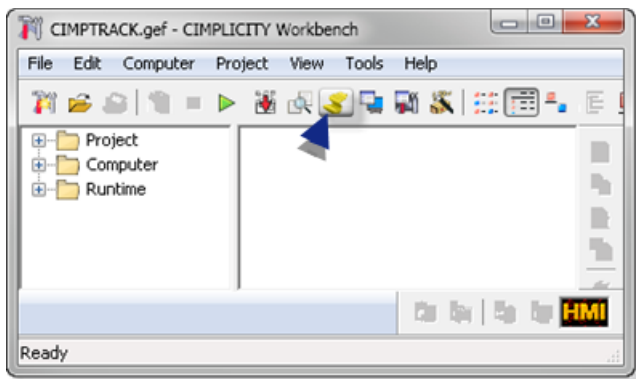 CIMPTRACK.gef - CIMPLICITY Workbench
File Edit Computer Project View Tools Help
Project
Computer
Runtime
HMI
Ready